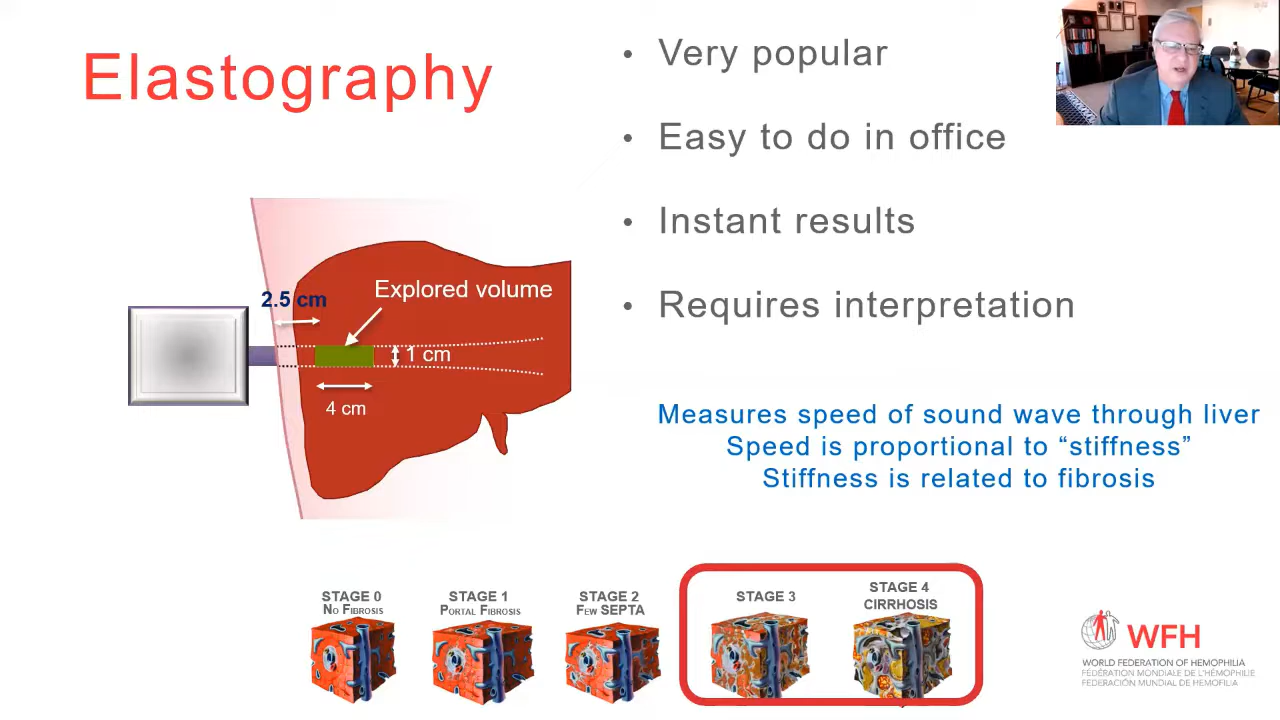 Elastography
• Very popular
• Easy to do in office
• Instant results
• Requires interpretation
2.5 cm
Explored volume
1 cm
4 cm
Measures speed of sound wave through liver
Speed is proportional to “stiffness”
Stiffness is related to fibrosis
STAGE 0
NO FIBROSIS
STAGE 1
PORTAL FIBROSIS
STAGE 2
FEW SEPTA
STAGE 3
STAGE 4
CIRRHOSIS
WFH
WORLD FEDERATION OF HEMOPHILIA
FÉDÉRATION MONDIALE DE L'HÉMOPHILIE
FEDERACIÓN MUNDIAL DE HEMOFILIA